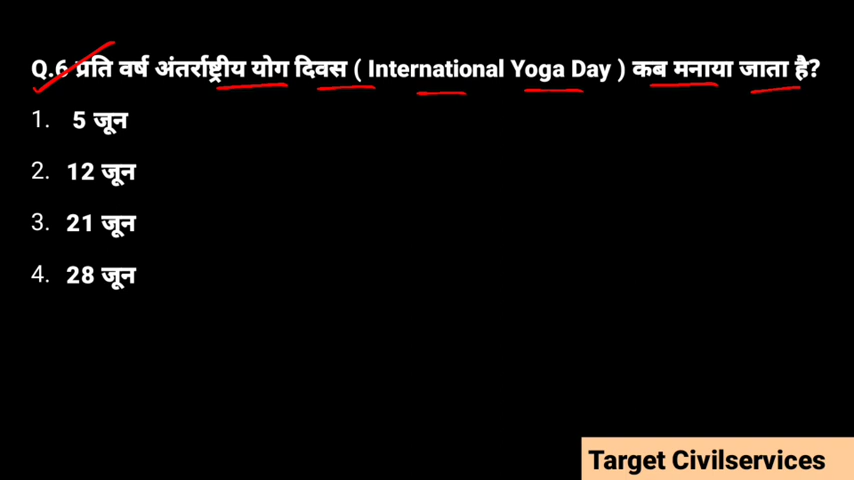 Q.6 प्रति वर्ष अंतर्राष्ट्रीय योग दिवस ( International Yoga Day ) कब मनाया जाता है?
1. 5 जून
2. 12 जून
3. 21 जून
4. 28 जून
Target Civilservices